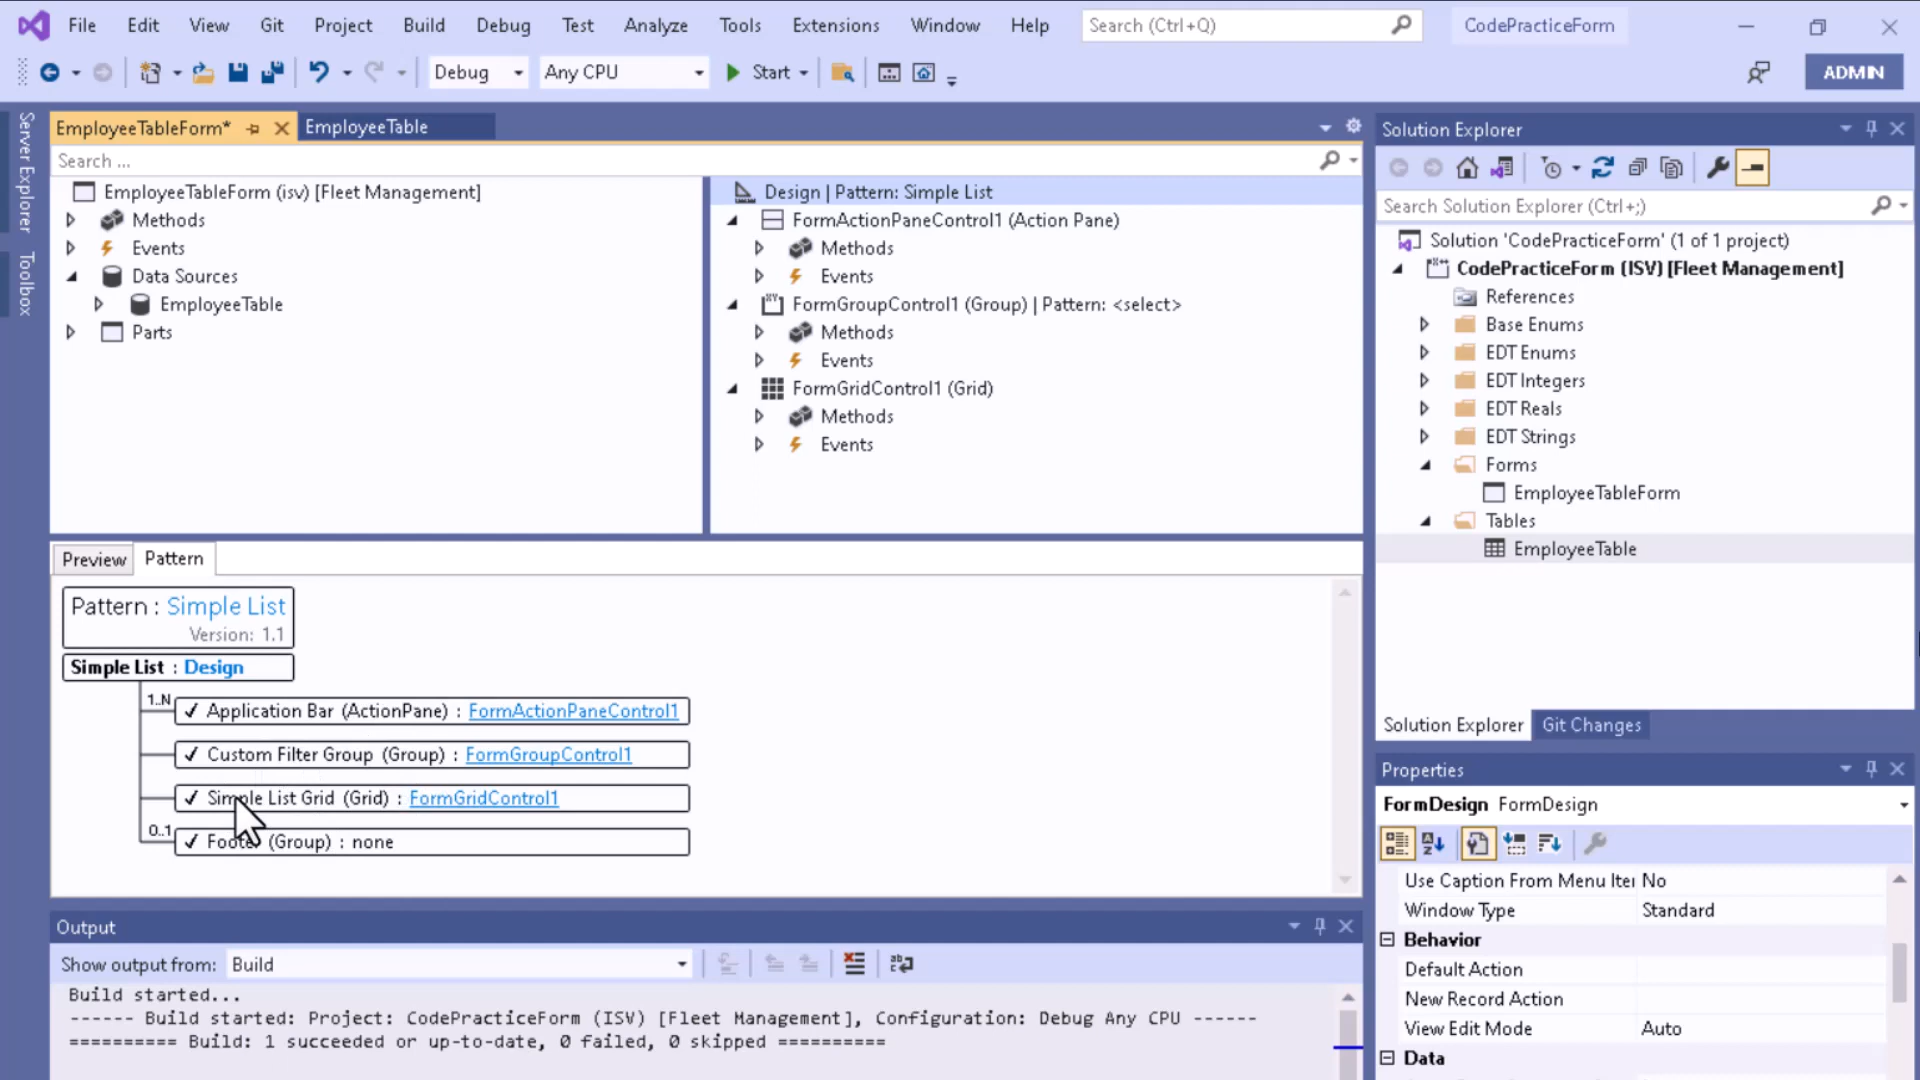 File Edit View Git Project Build Debug Test Analyze Tools Extensions Window Help Search (Ctrl+Q) CodePracticeForm
Debug Any CPU Start ADMIN
Server Explorer
Toolbox
EmployeeTableForm* EmployeeTable
Search ...
EmployeeTableForm (isv) [Fleet Management]
Methods
Events
Data Sources
EmployeeTable
Parts
Design | Pattern: Simple List
FormActionPaneControl1 (Action Pane)
Methods
Events
FormGroupControl1 (Group) | Pattern: <select>
Methods
Events
FormGridControl1 (Grid)
Methods
Events
Preview Pattern
Pattern : Simple List
Version: 1.1
Simple List : Design
1..N Application Bar (ActionPane) : FormActionPaneControl1
Custom Filter Group (Group) : FormGroupControl1
Simple List Grid (Grid) : FormGridControl1
0..1 Footer (Group) : none
Output
Show output from: Build
Build started...
------ Build started: Project: CodePracticeForm (ISV) [Fleet Management], Configuration: Debug Any CPU ------
========== Build: 1 succeeded or up-to-date, 0 failed, 0 skipped ==========
Solution Explorer
Search Solution Explorer (Ctrl+;)
Solution 'CodePracticeForm' (1 of 1 project)
CodePracticeForm (ISV) [Fleet Management]
References
Base Enums
EDT Enums
EDT Integers
EDT Reals
EDT Strings
Forms
EmployeeTableForm
Tables
EmployeeTable
Solution Explorer Git Changes
Properties
FormDesign FormDesign
Use Caption From Menu Iter No
Window Type Standard
Behavior
Default Action
New Record Action
View Edit Mode Auto
Data